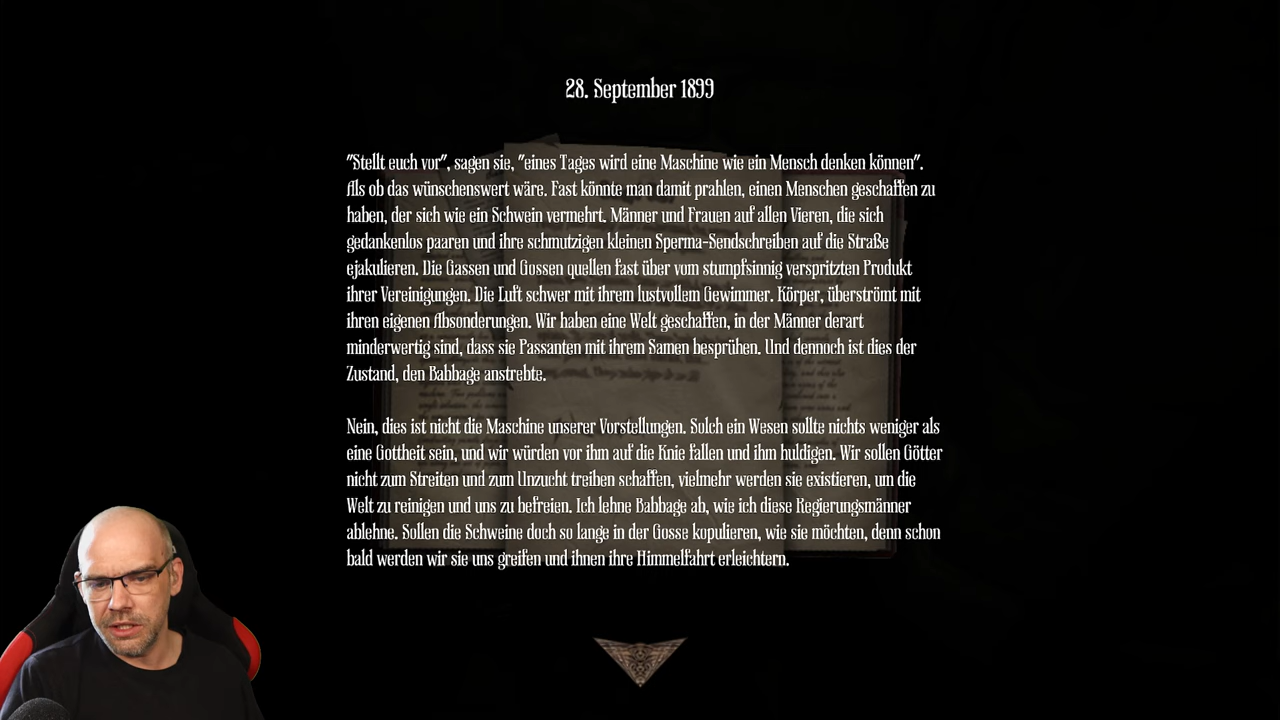 28. September 1899
"Stellt euch vor", sagen sie, "eines Tages wird eine Maschine wie ein Mensch denken können".
Als ob das wünschenswert wäre. Fast könnte man damit prahlen, einen Menschen geschaffen zu
haben, der sich wie ein Schwein vermehrt. Männer und Frauen auf allen Vieren, die sich
gedankenlos paaren und ihre schmutzigen kleinen Sperma-Sendschreiben auf die Straße
ejakulieren. Die Gassen und Gossen quellen fast über vom stumpfsinnig verspritzten Produkt
ihrer Vereinigungen. Die Luft schwer mit ihrem lustvollem Gewimmer. Körper, überströmt mit
ihren eigenen Absonderungen. Wir haben eine Welt geschaffen, in der Männer derart
minderwertig sind, dass sie Passanten mit ihrem Samen besprühen. Und dennoch ist dies der
Zustand, den Babbage anstrebte.
Nein, dies ist nicht die Maschine unserer Vorstellungen. Solch ein Wesen sollte nichts weniger als
eine Gottheit sein, und wir würden vor ihm auf die Knie fallen und ihm huldigen. Wir sollen Götter
nicht zum Streiten und zum Unzucht treiben schaffen, vielmehr werden sie existieren, um die
Welt zu reinigen und uns zu befreien. Ich lehne Babbage ab, wie ich diese Regierungsmänner
ablehne. Sollen die Schweine doch so lange in der Gosse kopulieren, wie sie möchten, denn schon
bald werden wir sie uns greifen und ihnen ihre Himmelfahrt erleichtern.